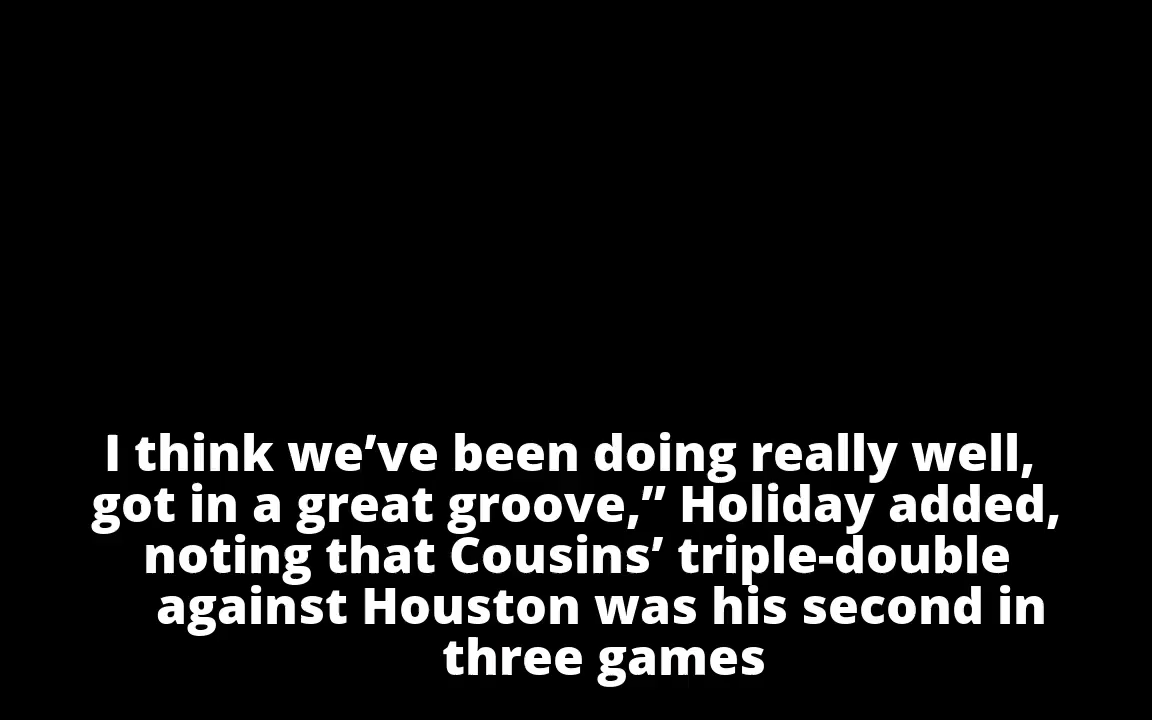 I think we’ve been doing really well,
got in a great groove,” Holiday added,
noting that Cousins’ triple-double
against Houston was his second in
three games